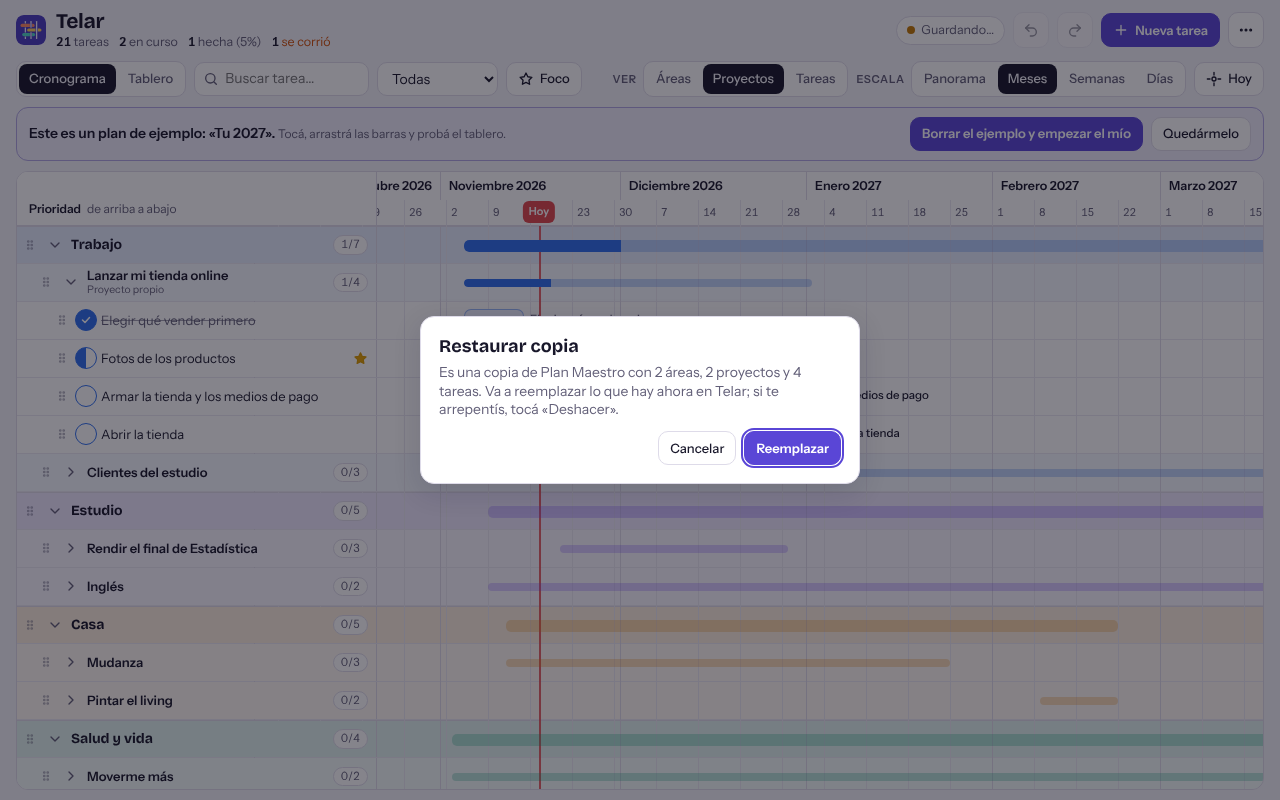 Telar
21 tareas 2 en curso 1 hecha (5%) 1 se corrió
Guardando…
Nueva tarea
Cronograma Tablero
Buscar tarea…
Todas
Foco
VER Áreas Proyectos Tareas
ESCALA Panorama Meses Semanas Días
Hoy
Este es un plan de ejemplo: «Tu 2027». Tocá, arrastrá las barras y probá el tablero.
Borrar el ejemplo y empezar el mío
Quedármelo
Prioridad de arriba a abajo
ubre 2026 Noviembre 2026 Diciembre 2026 Enero 2027 Febrero 2027 Marzo 2027
26 2 9 Hoy 23 30 7 14 21 28 4 11 18 25 1 8 15 22 1 8 15
Trabajo 1/7
Lanzar mi tienda online 1/4
Proyecto propio
Elegir qué vender primero
Fotos de los productos
Armar la tienda y los medios de pago
dios de pago
Abrir la tienda
tienda
Clientes del estudio 0/3
Estudio 0/5
Rendir el final de Estadística 0/3
Inglés 0/2
Casa 0/5
Mudanza 0/3
Pintar el living 0/2
Salud y vida 0/4
Moverme más 0/2
Restaurar copia
Es una copia de Plan Maestro con 2 áreas, 2 proyectos y 4
tareas. Va a reemplazar lo que hay ahora en Telar; si te
arrepentís, tocá «Deshacer».
Cancelar
Reemplazar